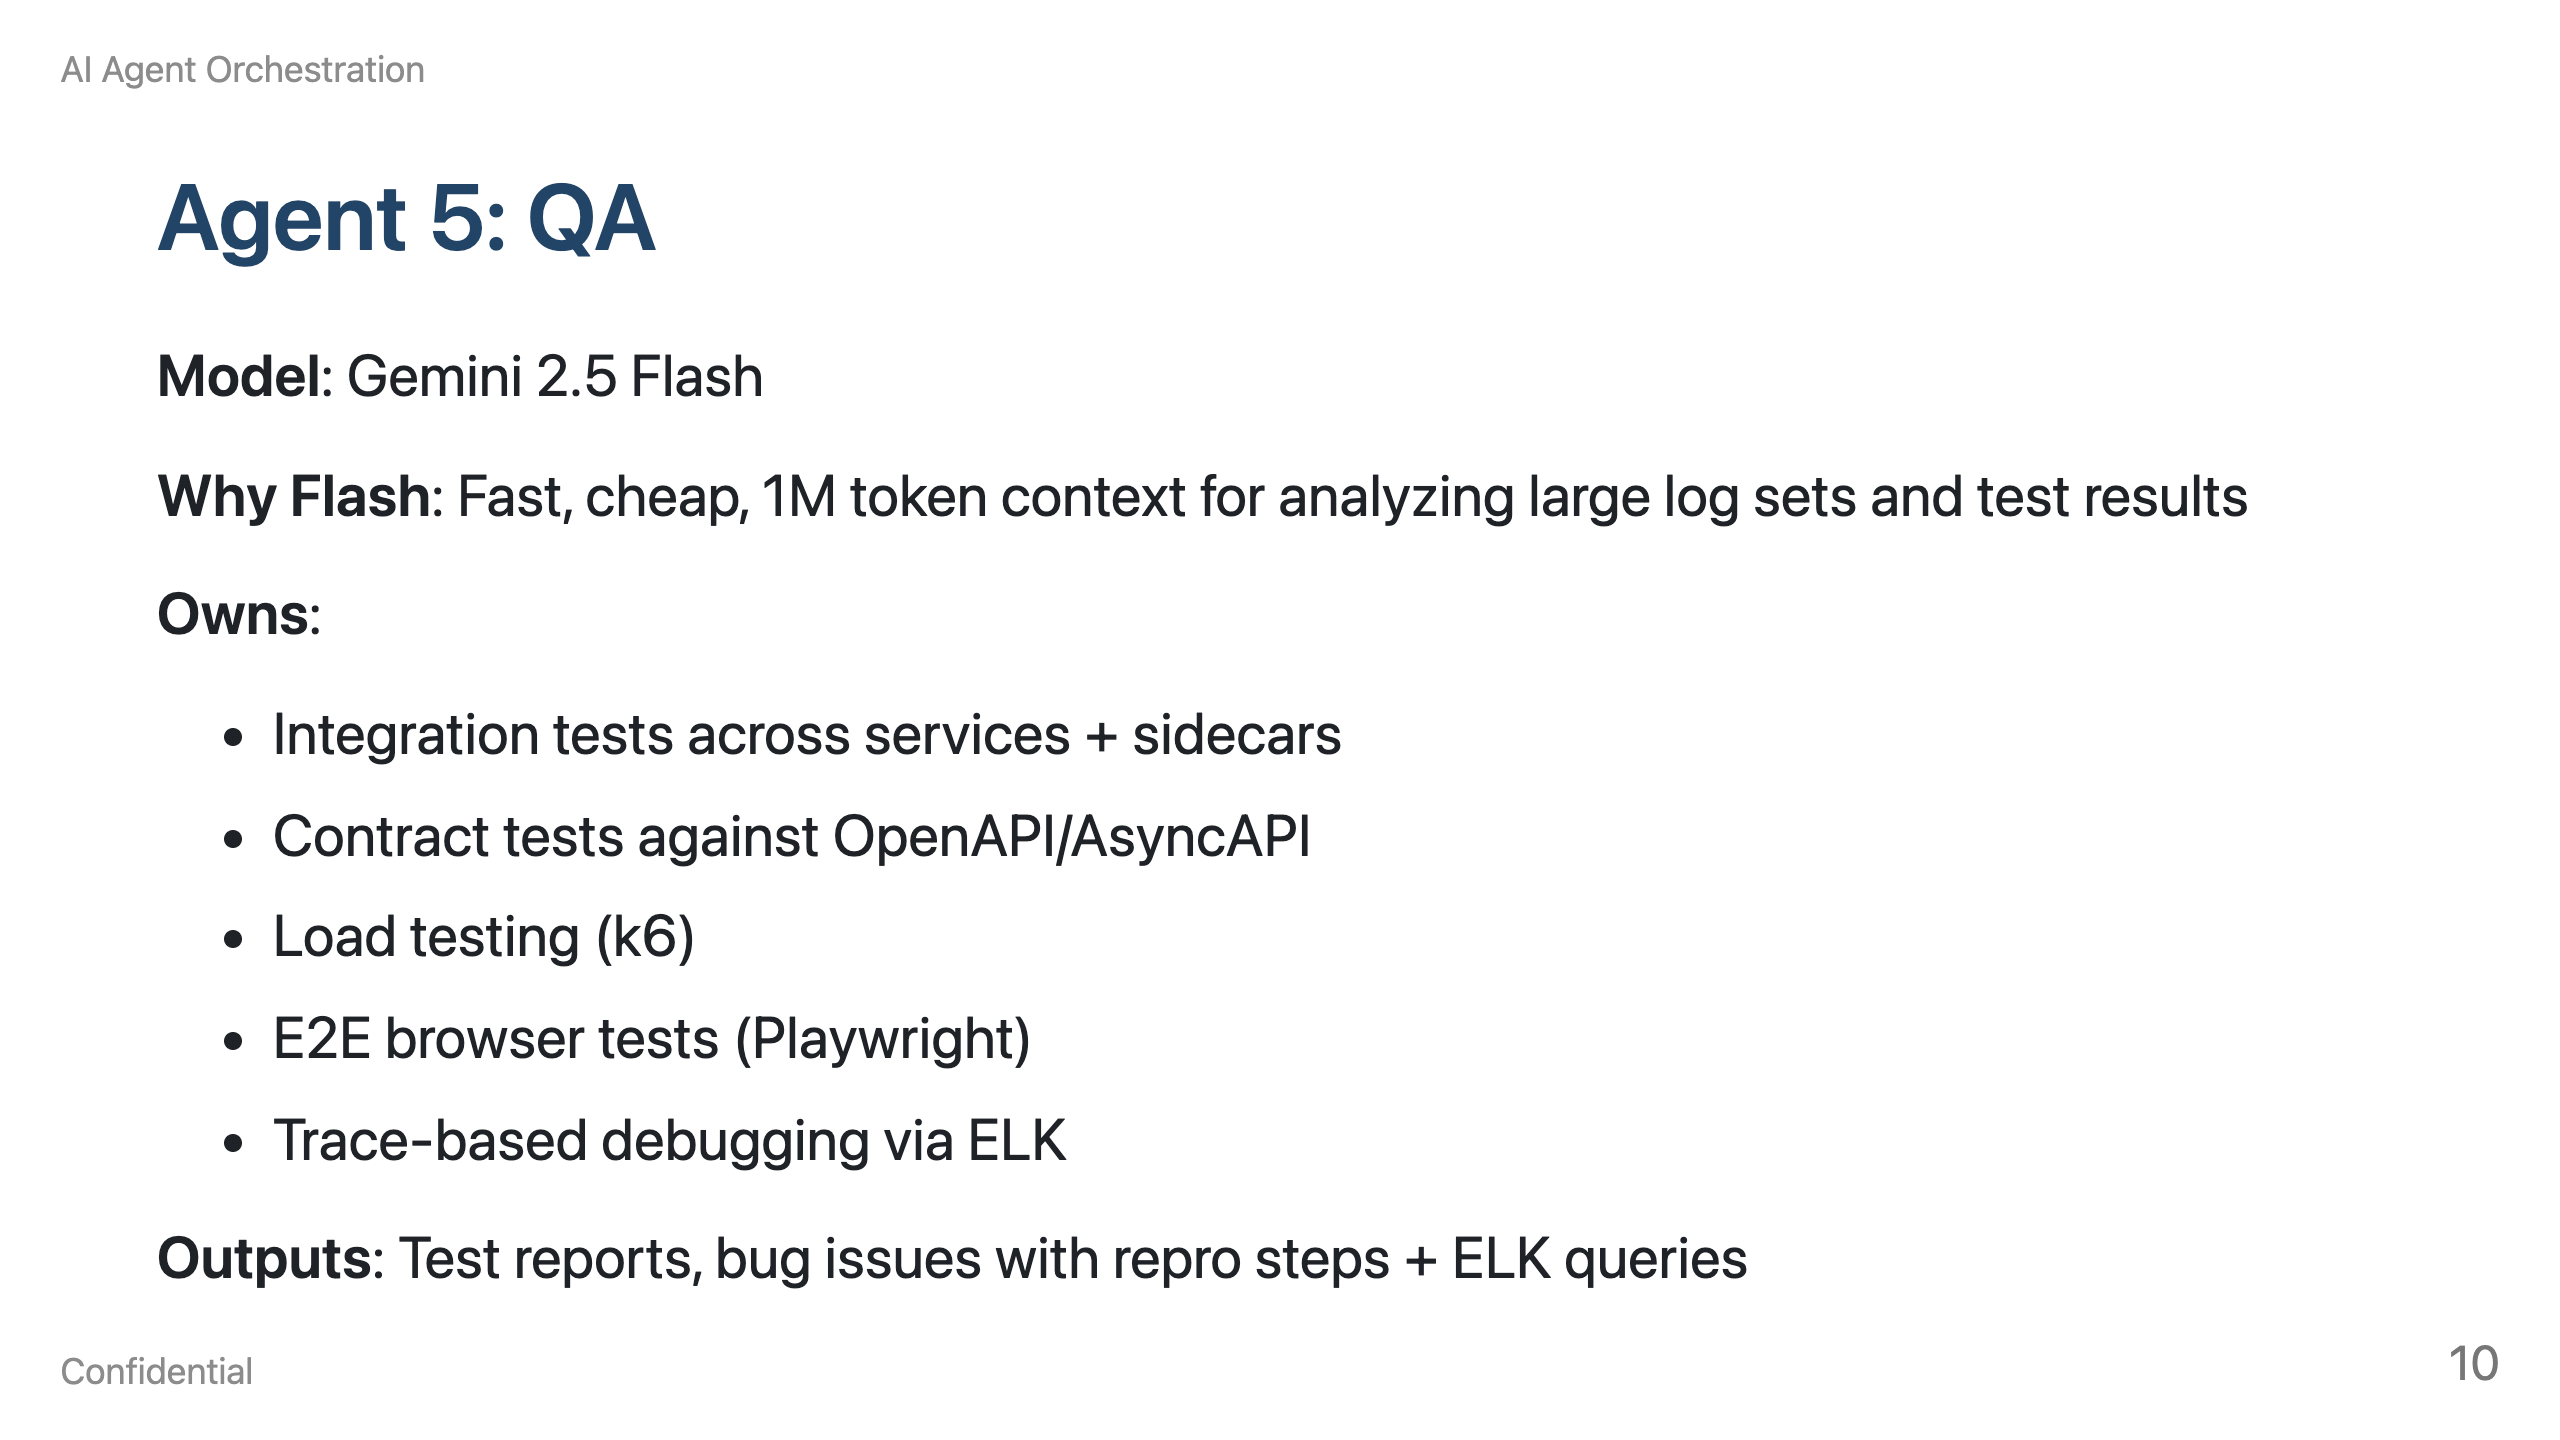 AI Agent Orchestration
Agent 5: QA
Model: Gemini 2.5 Flash
Why Flash: Fast, cheap, 1M token context for analyzing large log sets and test results
Owns:
• Integration tests across services + sidecars
• Contract tests against OpenAPI/AsyncAPI
• Load testing (k6)
• E2E browser tests (Playwright)
• Trace-based debugging via ELK
Outputs: Test reports, bug issues with repro steps + ELK queries
Confidential
10